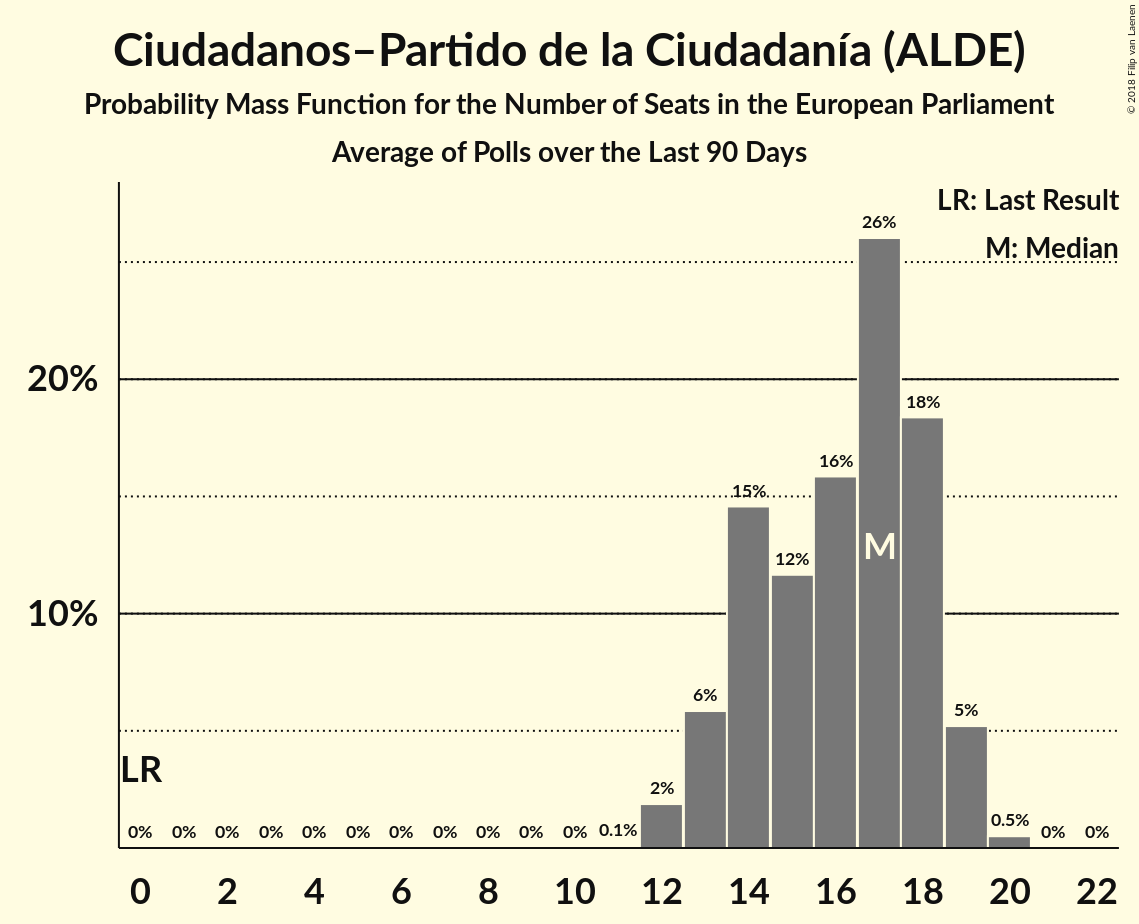 Ciudadanos–Partido de la Ciudadanía (ALDE)
Probability Mass Function for the Number of Seats in the European Parliament
Average of Polls over the Last 90 Days
© 2018 Filip van Laenen
LR: Last Result
M: Median
26%
20%
18%
16%
15%
M
12%
10%
6%
5%
LR
2%
0% 0% 0% 0% 0% 0% 0% 0% 0% 0% 0% 0.1% 0.5% 0% 0%
0 2 4 6 8 10 12 14 16 18 20 22